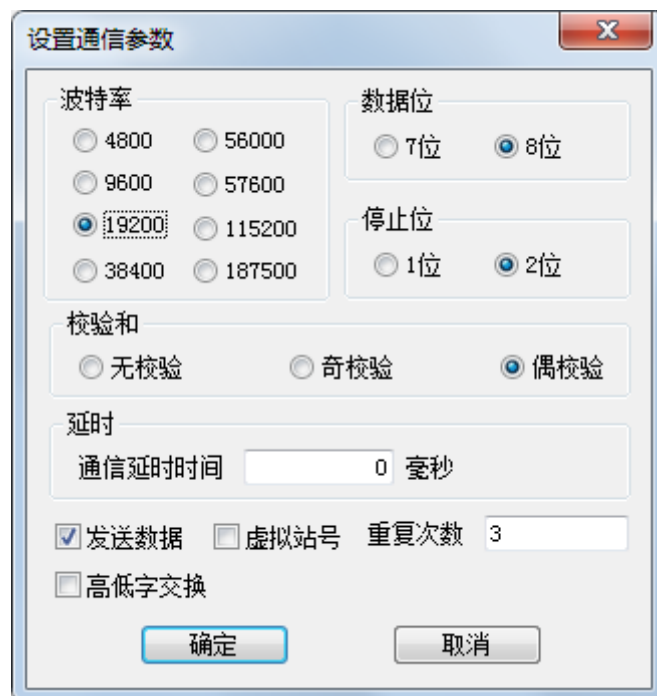 设置通信参数
波特率
4800 56000
9600 57600
19200 115200
38400 187500
数据位
7位 8位
停止位
1位 2位
校验和
无校验 奇校验 偶校验
延时
通信延时时间 0 毫秒
发送数据 虚拟站号 重复次数 3
高低字交换
确定 取消